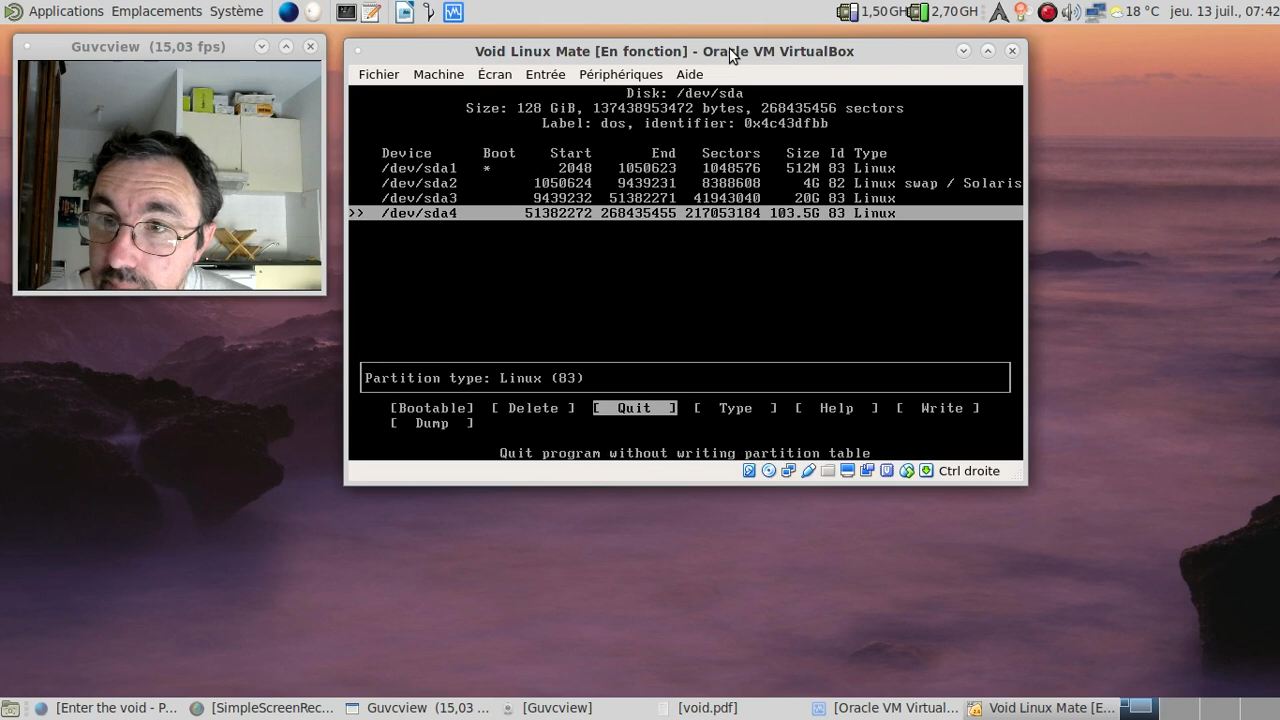 Applications Emplacements Système
1,50 GH 2,70 GH 18 °C jeu. 13 juil., 07:42
Guvcview (15,03 fps)
Void Linux Mate [En fonction] - Oracle VM VirtualBox
Fichier Machine Écran Entrée Périphériques Aide
Disk: /dev/sda
Size: 128 GiB, 137438953472 bytes, 268435456 sectors
Label: dos, identifier: 0x4c43dfbb
Device Boot Start End Sectors Size Id Type
/dev/sda1 * 2048 1050623 1048576 512M 83 Linux
/dev/sda2 1050624 9439231 8388608 4G 82 Linux swap / Solaris
/dev/sda3 9439232 51382271 41943040 20G 83 Linux
>> /dev/sda4 51382272 268435455 217053184 103.5G 83 Linux
Partition type: Linux (83)
[Bootable] [ Delete ] [ Quit ] [ Type ] [ Help ] [ Write ]
[ Dump ]
Quit program without writing partition table
Ctrl droite
[Enter the void - P... [SimpleScreenRec... Guvcview (15,03 ... [Guvcview] [void.pdf] [Oracle VM Virtual... Void Linux Mate [E...